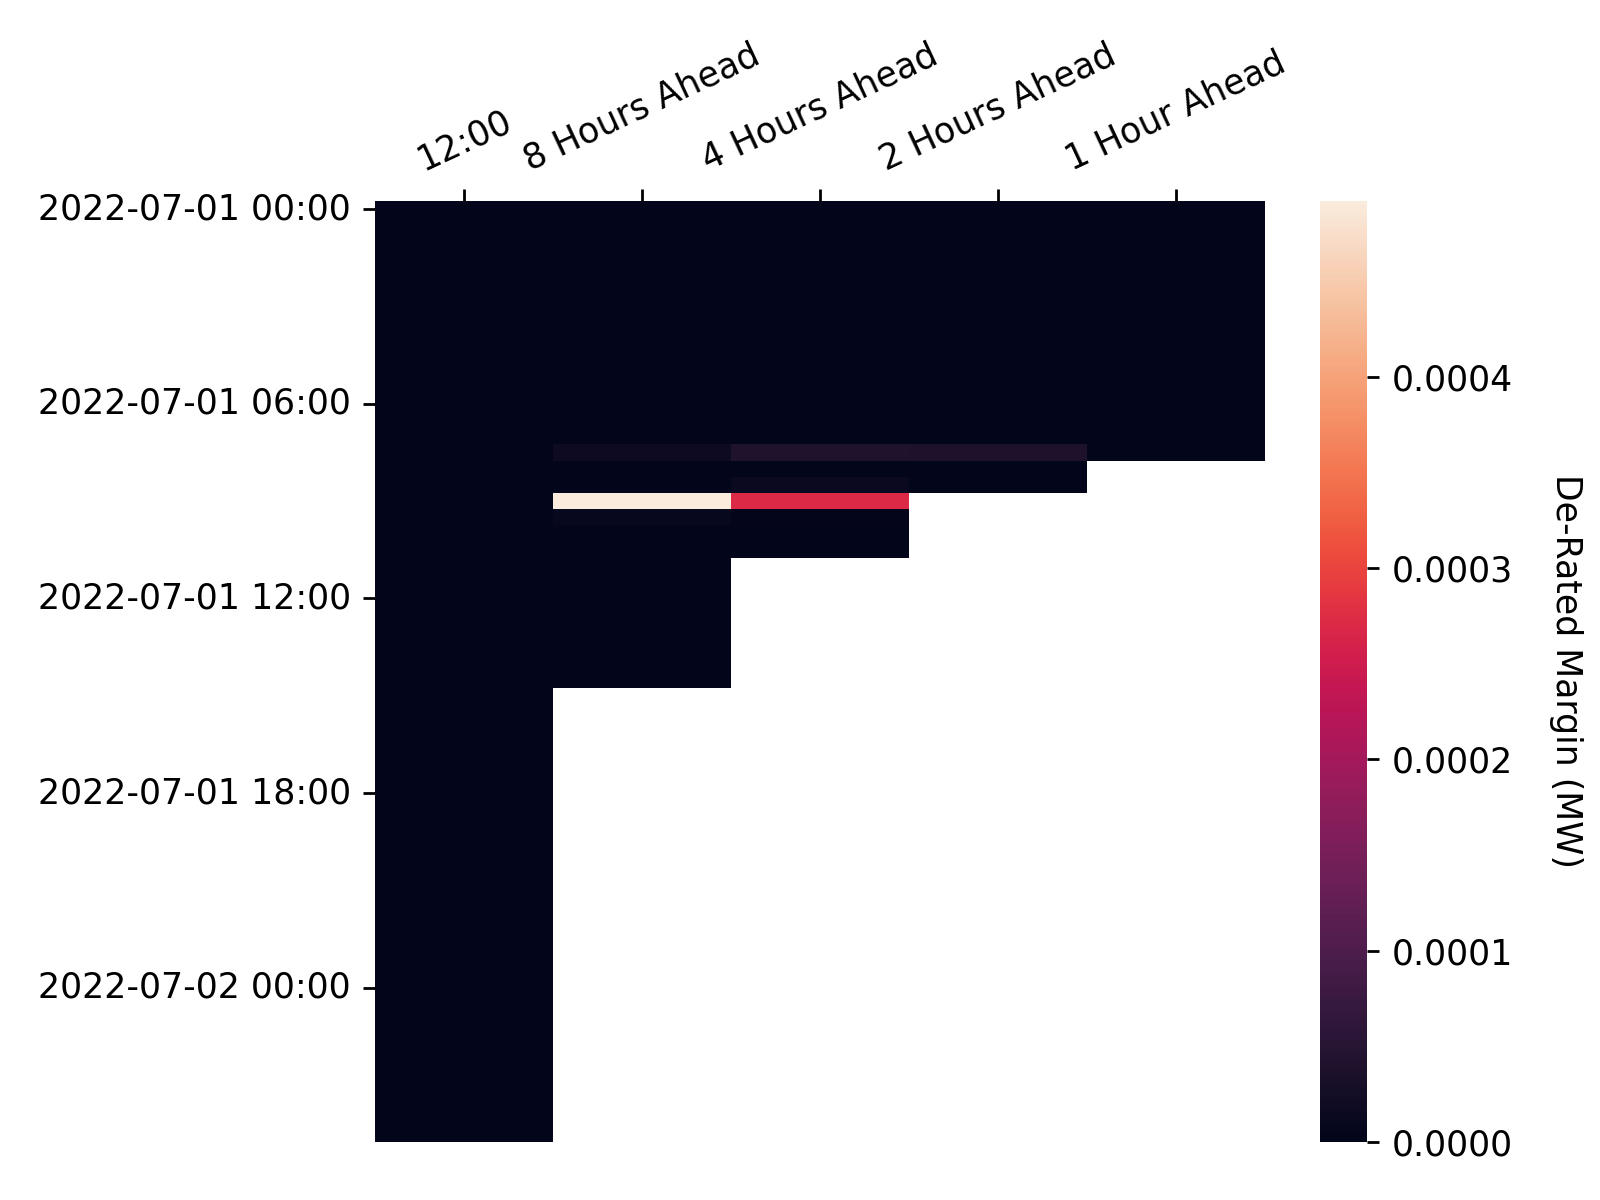 12:00
8 Hours Ahead
4 Hours Ahead
2 Hours Ahead
1 Hour Ahead
2022-07-01 00:00
2022-07-01 06:00
2022-07-01 12:00
2022-07-01 18:00
2022-07-02 00:00
0.0004
0.0003
0.0002
0.0001
0.0000
De-Rated Margin (MW)